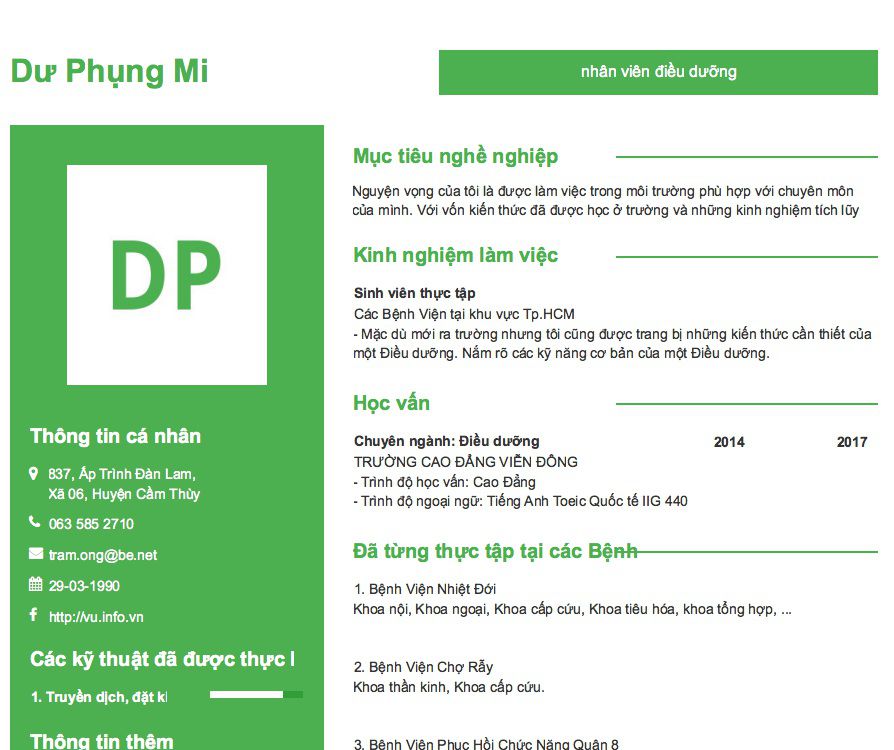 Dư Phụng Mi
nhân viên điều dưỡng
DP
Thông tin cá nhân
837, Ấp Trình Đàn Lam,
Xã 06, Huyện Cầm Thủy
063 585 2710
tram.ong@be.net
29-03-1990
http://vu.info.vn
Các kỹ thuật đã được thực
1. Truyền dịch, đặt
Thông tin thêm
Mục tiêu nghề nghiệp
Nguyện vọng của tôi là được làm việc trong môi trường phù hợp với chuyên môn
của mình. Với vốn kiến thức đã được học ở trường và những kinh nghiệm tích lũy
Kinh nghiệm làm việc
Sinh viên thực tập
Các Bệnh Viện tại khu vực Tp.HCM
- Mặc dù mới ra trường nhưng tôi cũng được trang bị những kiến thức cần thiết của
một Điều dưỡng. Nắm rõ các kỹ năng cơ bản của một Điều dưỡng.
Học vấn
Chuyên ngành: Điều dưỡng 2014 2017
TRƯỜNG CAO ĐẲNG VIỄN ĐÔNG
- Trình độ học vấn: Cao Đẳng
- Trình độ ngoại ngữ: Tiếng Anh Toeic Quốc tế IIG 440
Đã từng thực tập tại các Bệnh
1. Bệnh Viện Nhiệt Đới
Khoa nội, Khoa ngoại, Khoa cấp cứu, Khoa tiêu hóa, khoa tổng hợp, ...
2. Bệnh Viện Chợ Rẫy
Khoa thần kinh, Khoa cấp cứu.
3. Bệnh Viện Phục Hồi Chức Năng Quận 8